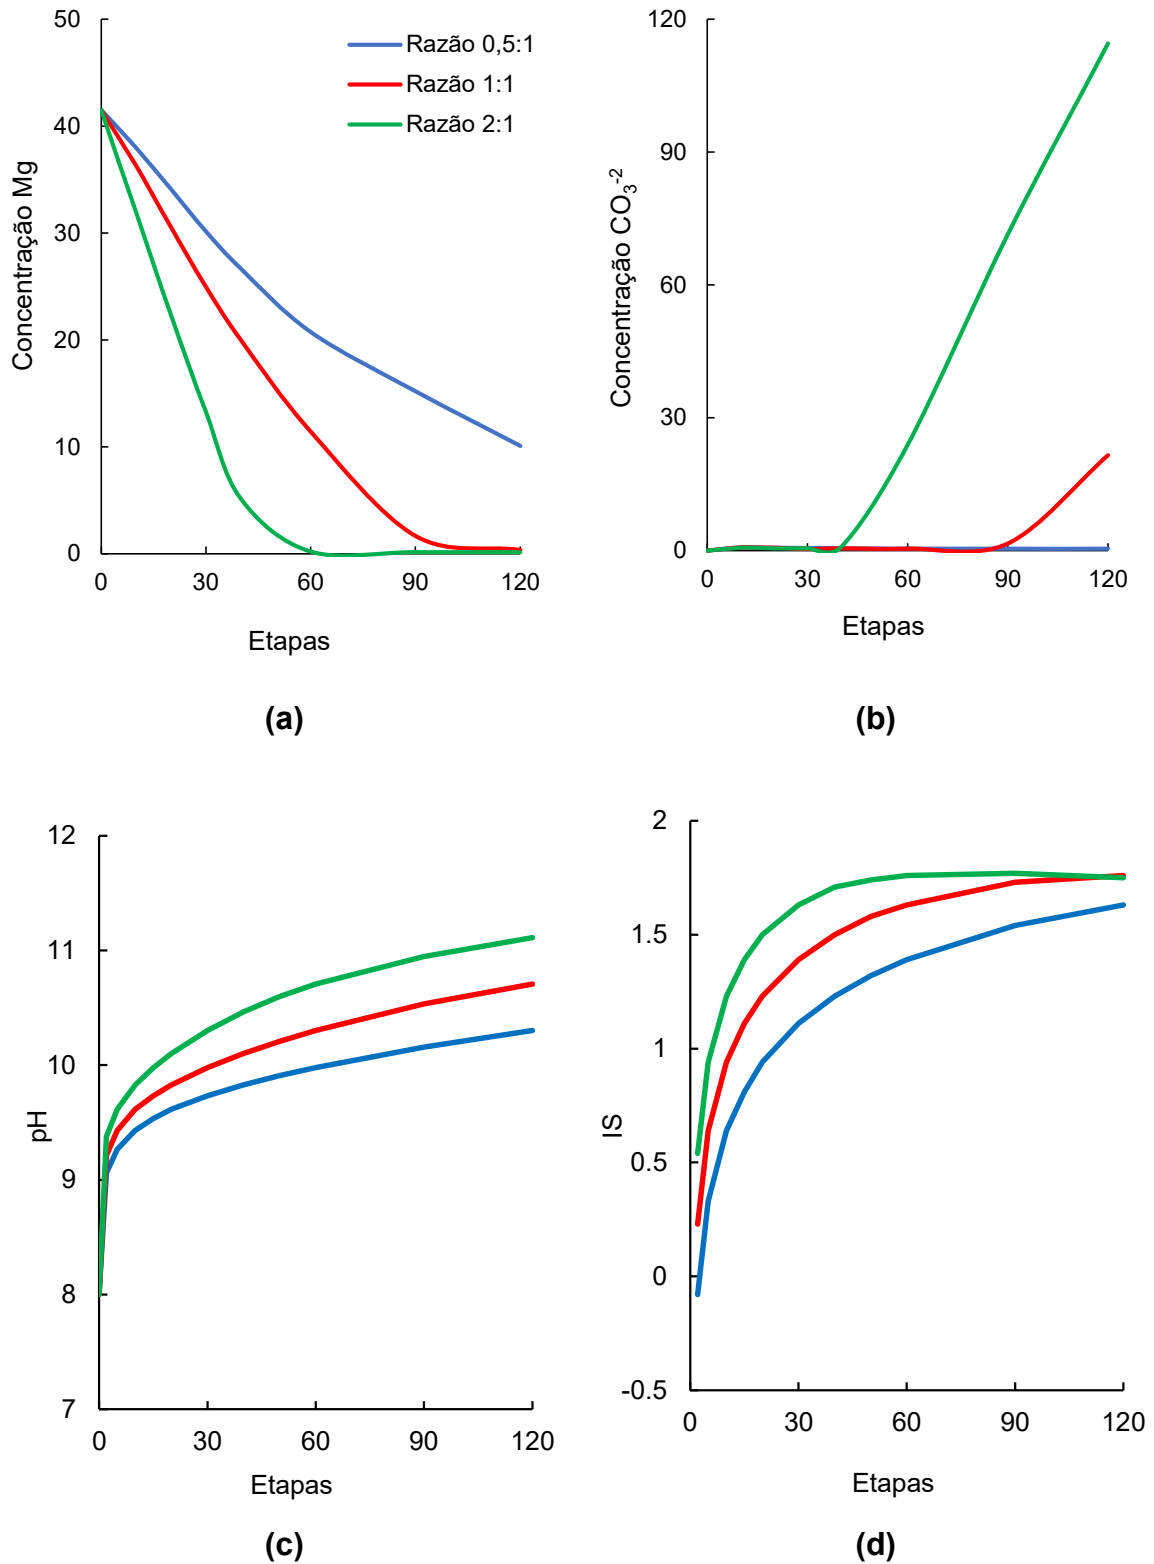 50
40
30
20
10
0
Concentração Mg
Razão 0,5:1
Razão 1:1
Razão 2:1
0 30 60 90 120
Etapas
(a)
120
90
60
30
0
Concentração CO₃⁻²
0 30 60 90 120
Etapas
(b)
12
11
10
9
8
7
pH
0 30 60 90 120
Etapas
(c)
2
1.5
1
0.5
0
-0.5
IS
0 30 60 90 120
Etapas
(d)